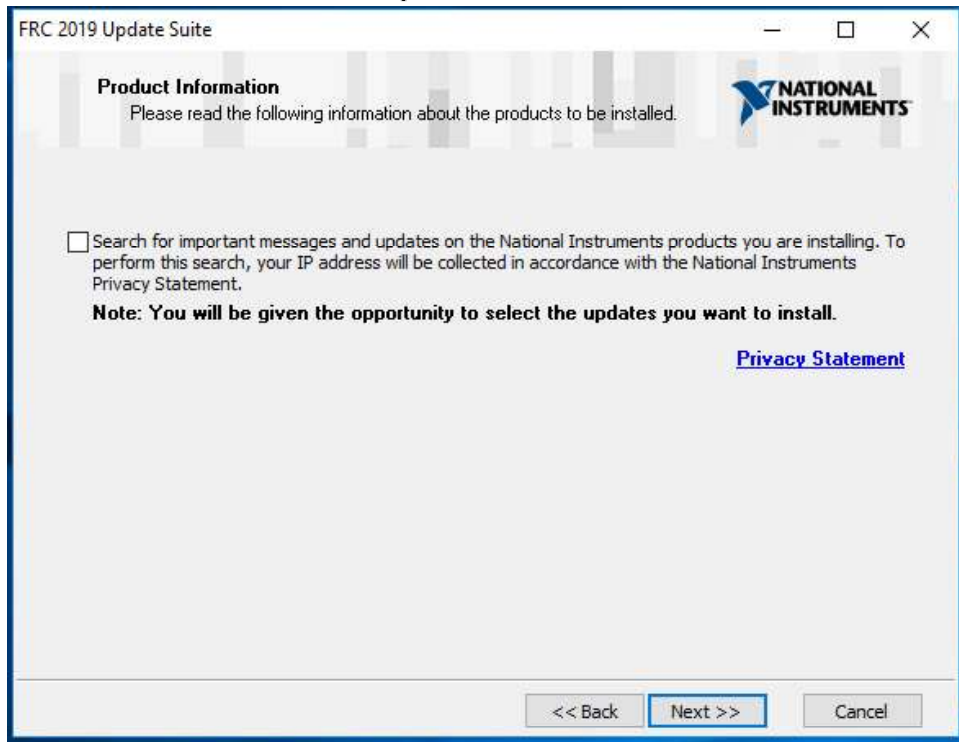 FRC 2019 Update Suite
Product Information
Please read the following information about the products to be installed.
NATIONAL
INSTRUMENTS
Search for important messages and updates on the National Instruments products you are installing. To
perform this search, your IP address will be collected in accordance with the National Instruments
Privacy Statement.
Note: You will be given the opportunity to select the updates you want to install.
Privacy Statement
<< Back
Next >>
Cancel